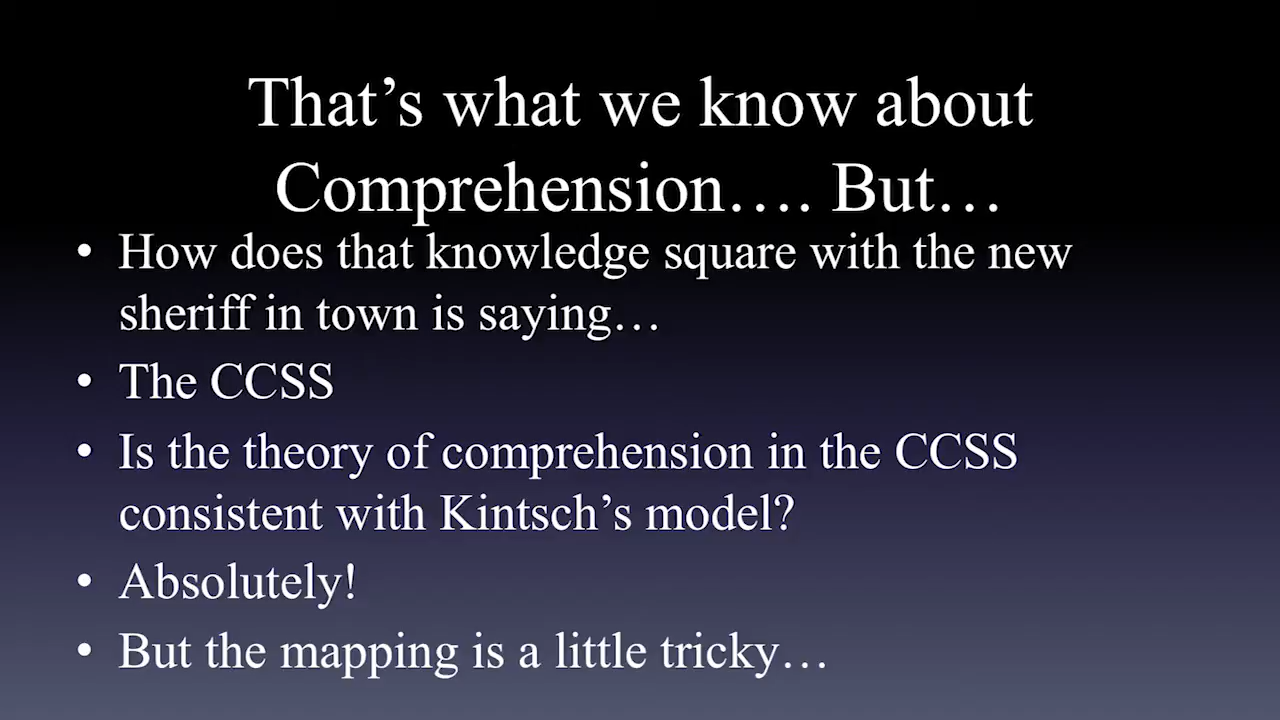 That’s what we know about
Comprehension…. But…
• How does that knowledge square with the new
sheriff in town is saying…
• The CCSS
• Is the theory of comprehension in the CCSS
consistent with Kintsch’s model?
• Absolutely!
• But the mapping is a little tricky…